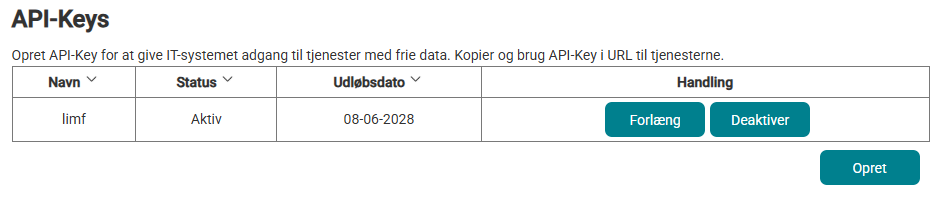 API-Keys
Opret API-Key for at give IT-systemet adgang til tjenester med frie data. Kopier og brug API-Key i URL til tjenesterne.
Navn Status Udløbsdato Handling
limf Aktiv 08-06-2028 Forlæng Deaktiver
Opret